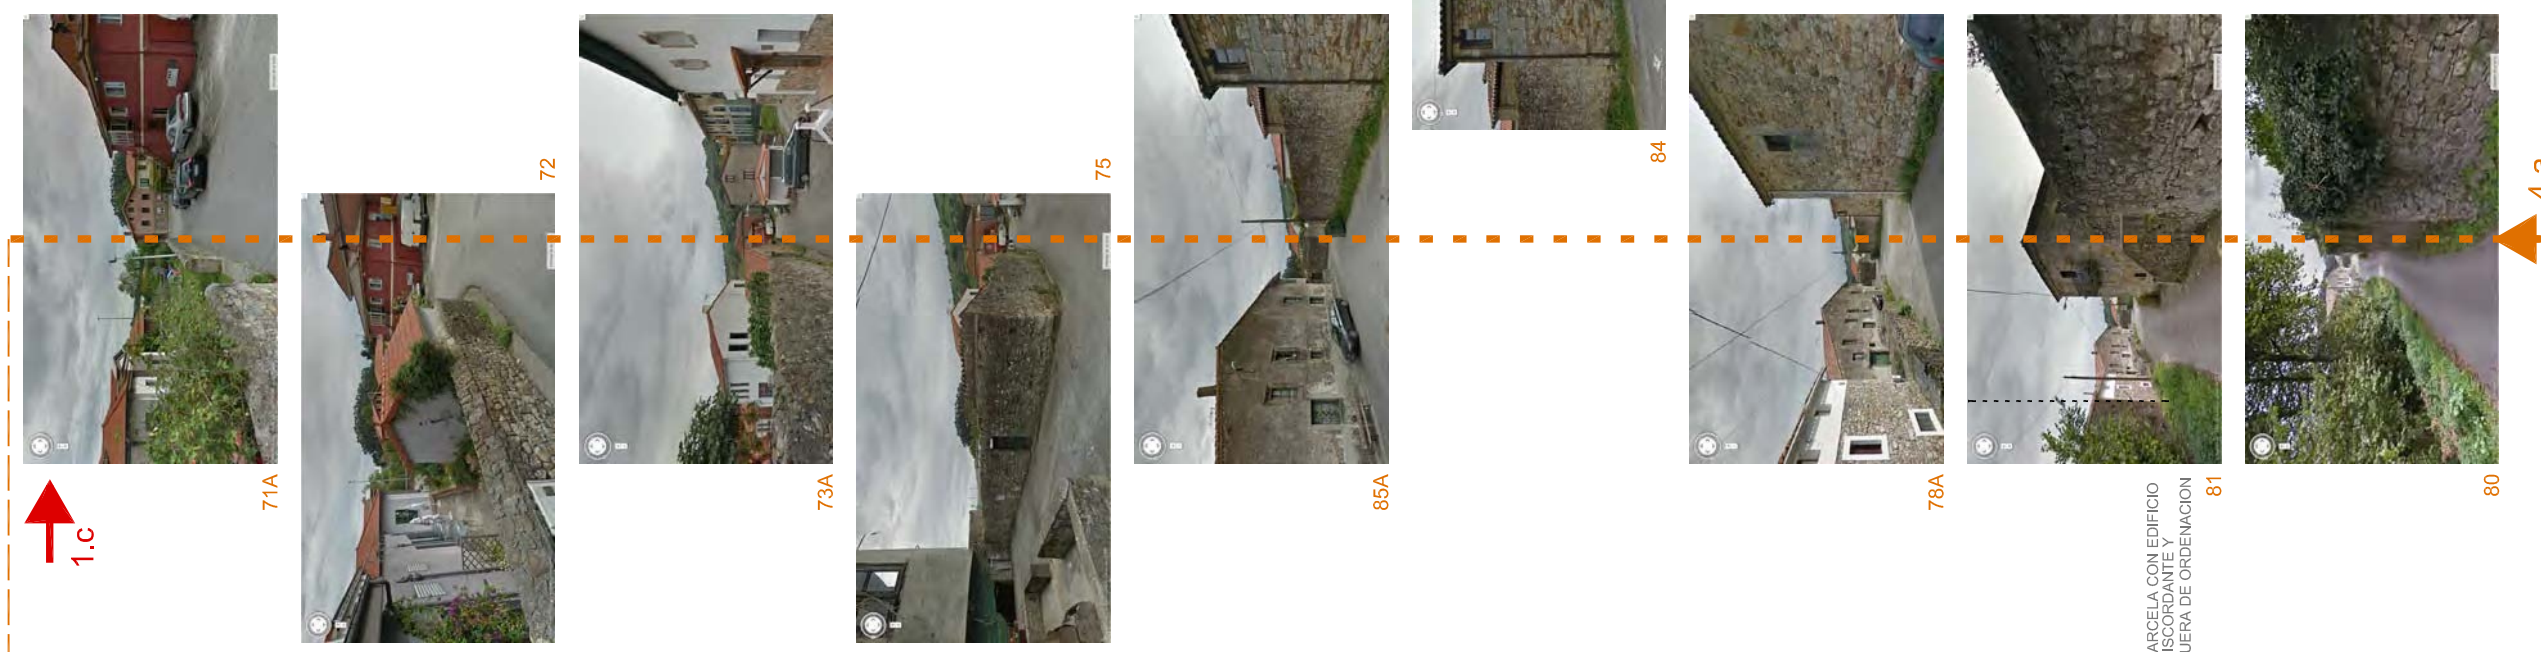 1.c
71A
72
73A
75
85A
84
78A
ARCELA CON EDIFICIO
ISCORDANTE Y
UERA DE ORDENACION
81
80